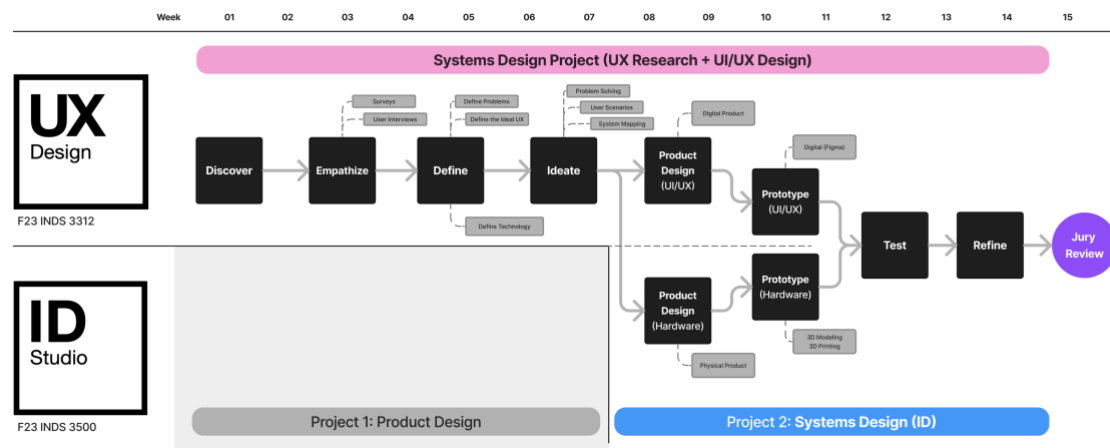 Week 01 02 03 04 05 06 07 08 09 10 11 12 13 14 15
Systems Design Project (UX Research + UI/UX Design)
UX
Design
F23 INDS 3312
Discover
Surveys
User Interviews
Empathize
Define Problems
Define the Ideal UX
Define
Define Technology
Problem Solving
User Scenarios
System Mapping
Ideate
Digital Product
Product
Design
(UI/UX)
Digital (Figma)
Prototype
(UI/UX)
Test
Refine
Jury
Review
ID
Studio
F23 INDS 3500
Product
Design
(Hardware)
Physical Product
Prototype
(Hardware)
3D Modeling
3D Printing
Project 1: Product Design
Project 2: Systems Design (ID)